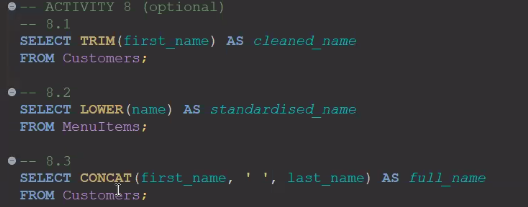 -- ACTIVITY 8 (optional)
-- 8.1
SELECT TRIM(first_name) AS cleaned_name
FROM Customers;
-- 8.2
SELECT LOWER(name) AS standardised_name
FROM MenuItems;
-- 8.3
SELECT CONCAT(first_name, ' ', last_name) AS full_name
FROM Customers;